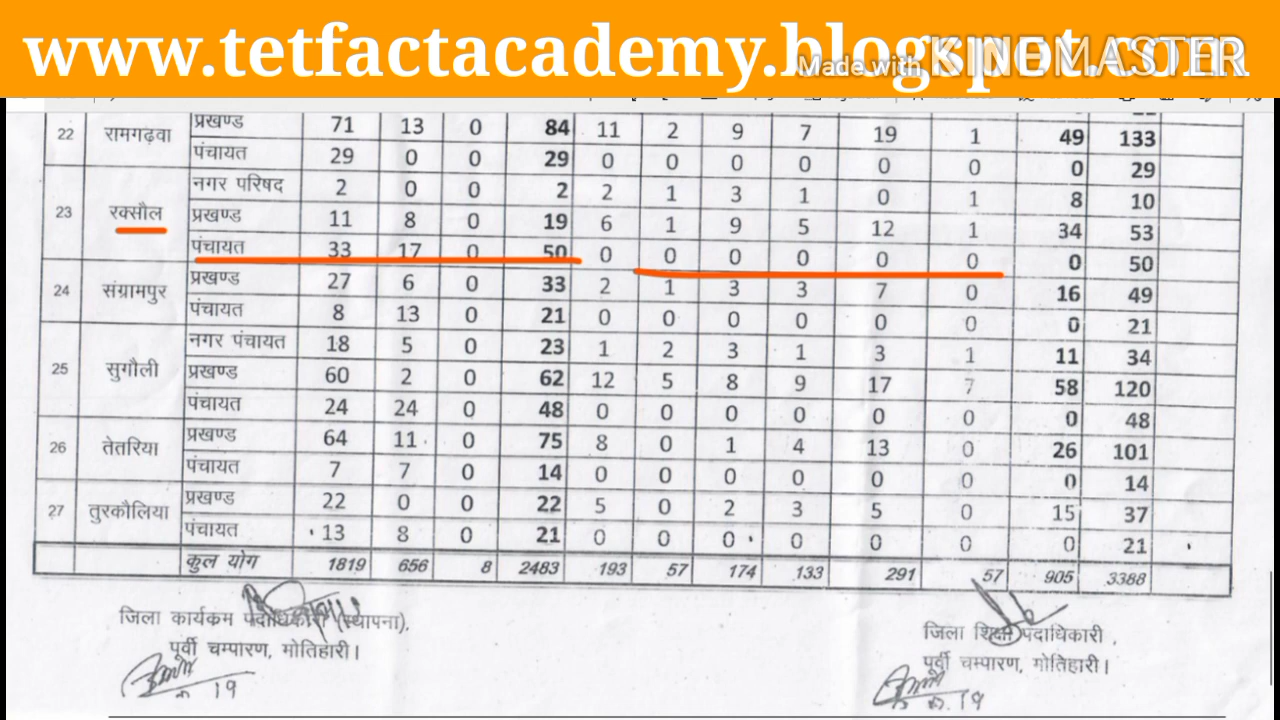 www.tetfactacademy.blogspot.com
Made with KINEMASTER
22 रामगढ़वा प्रखण्ड 71 13 0 84 11 2 9 7 19 1 49 133
पंचायत 29 0 0 29 0 0 0 0 0 0 0 29
नगर परिषद 2 0 0 2 2 1 3 1 0 1 8 10
23 रक्सौल प्रखण्ड 11 8 0 19 6 1 9 5 12 1 34 53
पंचायत 33 17 0 50 0 0 0 0 0 0 0 50
24 संग्रामपुर प्रखण्ड 27 6 0 33 2 1 3 3 7 0 16 49
पंचायत 8 13 0 21 0 0 0 0 0 0 0 21
नगर पंचायत 18 5 0 23 1 2 3 1 3 1 11 34
25 सुगौली प्रखण्ड 60 2 0 62 12 5 8 9 17 7 58 120
पंचायत 24 24 0 48 0 0 0 0 0 0 0 48
26 तेतरिया प्रखण्ड 64 11 0 75 8 0 1 4 13 0 26 101
पंचायत 7 7 0 14 0 0 0 0 0 0 0 14
27 तुरकौलिया प्रखण्ड 22 0 0 22 5 0 2 3 5 0 15 37
पंचायत 13 8 0 21 0 0 0 0 0 0 0 21
कुल योग 1819 656 8 2483 193 57 174 133 291 57 905 3388
जिला कार्यकम पदाधिकारी (स्थापना), जिला शिक्षा पदाधिकारी,
पूर्वी चम्पारण, मोतिहारी। पूर्वी चम्पारण, मोतिहारी।
19 19